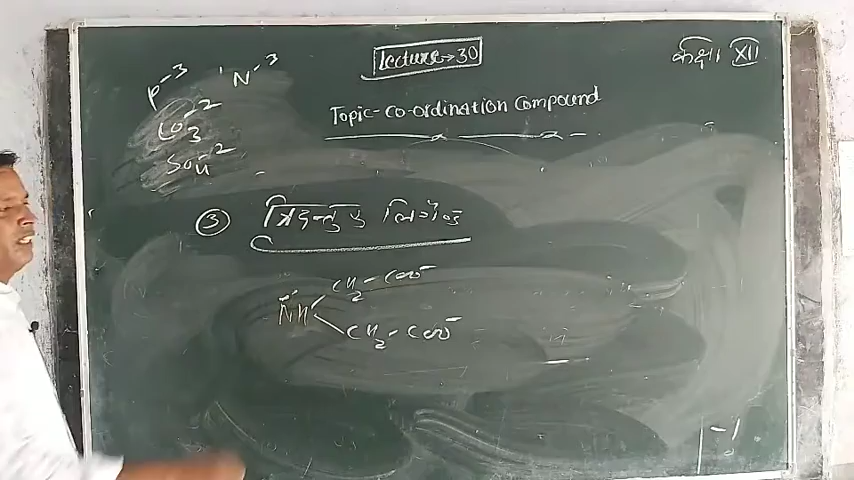 Lecture→30
कक्षा XII
P⁻³ N⁻³
Topic-co-ordination compound
CO₃⁻²
SO₄⁻²
③ त्रिदन्तुक लिगेण्ड
CH₂-COO⁻
N̈H
CH₂-COO⁻